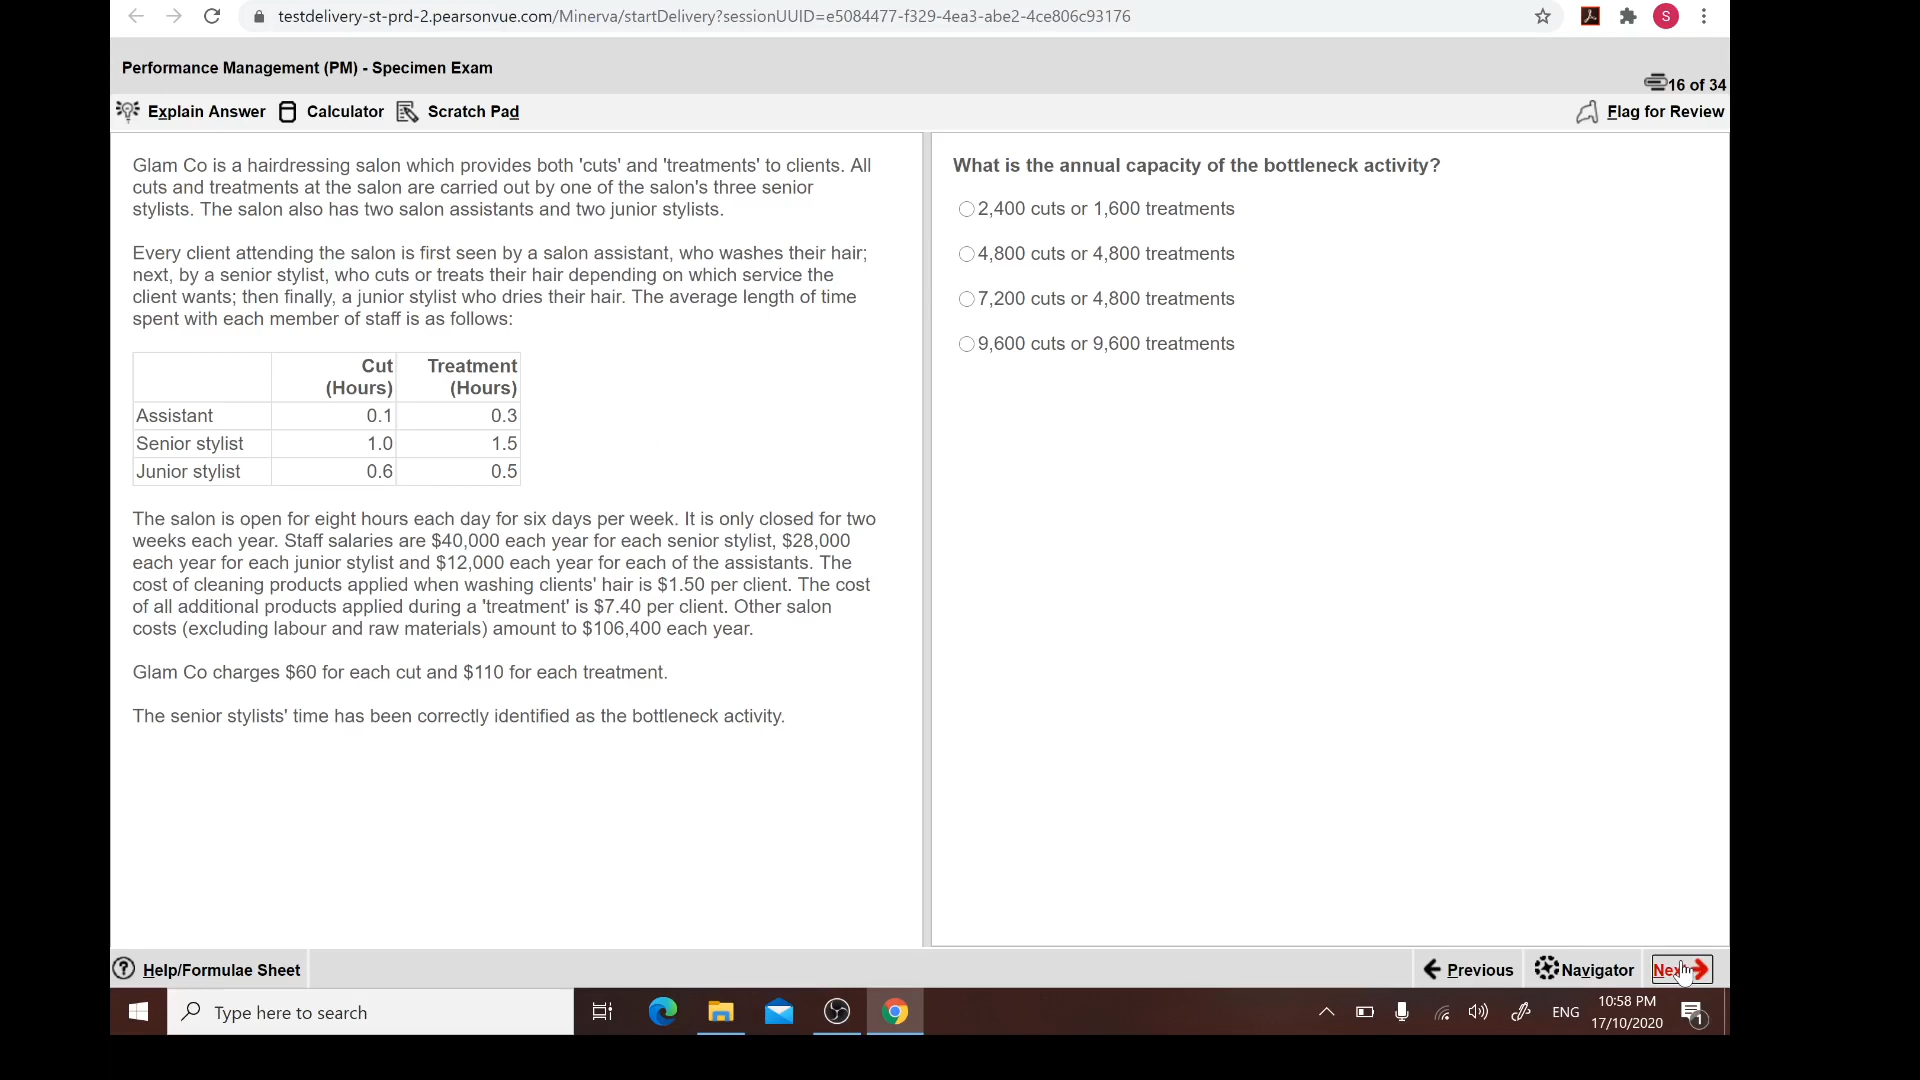 testdelivery-st-prd-2.pearsonvue.com/Minerva/startDelivery?sessionUUID=e5084477-f329-4ea3-abe2-4ce806c93176
S
Performance Management (PM) - Specimen Exam
16 of 34
Explain Answer Calculator Scratch Pad
Flag for Review
Glam Co is a hairdressing salon which provides both 'cuts' and 'treatments' to clients. All
cuts and treatments at the salon are carried out by one of the salon's three senior
stylists. The salon also has two salon assistants and two junior stylists.
Every client attending the salon is first seen by a salon assistant, who washes their hair;
next, by a senior stylist, who cuts or treats their hair depending on which service the
client wants; then finally, a junior stylist who dries their hair. The average length of time
spent with each member of staff is as follows:
Cut Treatment
(Hours) (Hours)
Assistant 0.1 0.3
Senior stylist 1.0 1.5
Junior stylist 0.6 0.5
The salon is open for eight hours each day for six days per week. It is only closed for two
weeks each year. Staff salaries are $40,000 each year for each senior stylist, $28,000
each year for each junior stylist and $12,000 each year for each of the assistants. The
cost of cleaning products applied when washing clients' hair is $1.50 per client. The cost
of all additional products applied during a 'treatment' is $7.40 per client. Other salon
costs (excluding labour and raw materials) amount to $106,400 each year.
Glam Co charges $60 for each cut and $110 for each treatment.
The senior stylists' time has been correctly identified as the bottleneck activity.
What is the annual capacity of the bottleneck activity?
2,400 cuts or 1,600 treatments
4,800 cuts or 4,800 treatments
7,200 cuts or 4,800 treatments
9,600 cuts or 9,600 treatments
Help/Formulae Sheet
Previous Navigator
Type here to search
ENG
10:58 PM
17/10/2020
1